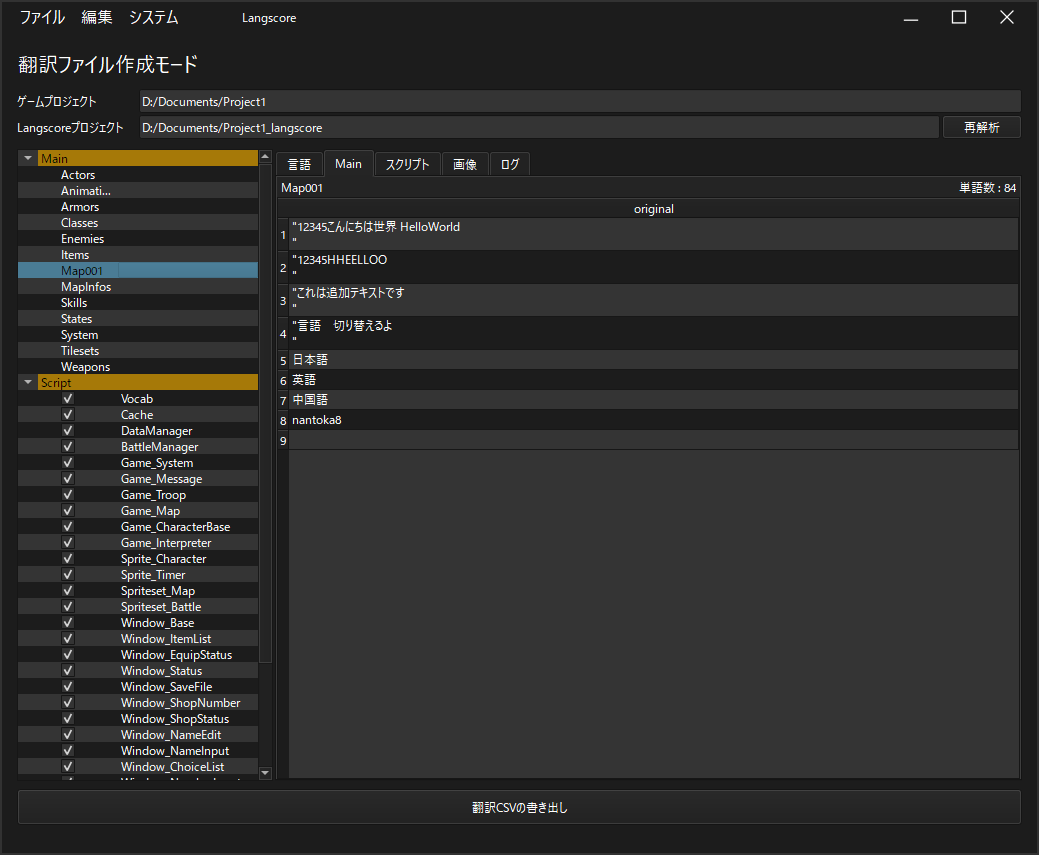 ファイル 編集 システム Langscore
翻訳ファイル作成モード
ゲームプロジェクト D:/Documents/Project1
Langscoreプロジェクト D:/Documents/Project1_langscore 再解析
Main
Actors
Animati...
Armors
Classes
Enemies
Items
Map001
MapInfos
Skills
States
System
Tilesets
Weapons
Script
Vocab
Cache
DataManager
BattleManager
Game_System
Game_Message
Game_Troop
Game_Map
Game_CharacterBase
Game_Interpreter
Sprite_Character
Sprite_Timer
Spriteset_Map
Spriteset_Battle
Window_Base
Window_ItemList
Window_EquipStatus
Window_Status
Window_SaveFile
Window_ShopNumber
Window_ShopStatus
Window_NameEdit
Window_NameInput
Window_ChoiceList
言語 Main スクリプト 画像 ログ
Map001 単語数 : 84
original
1 "12345こんにちは世界 HelloWorld
"
2 "12345HHEELLOO
"
3 "これは追加テキストです
"
4 "言語　切り替えるよ
"
5 日本語
6 英語
7 中国語
8 nantoka8
9
翻訳CSVの書き出し